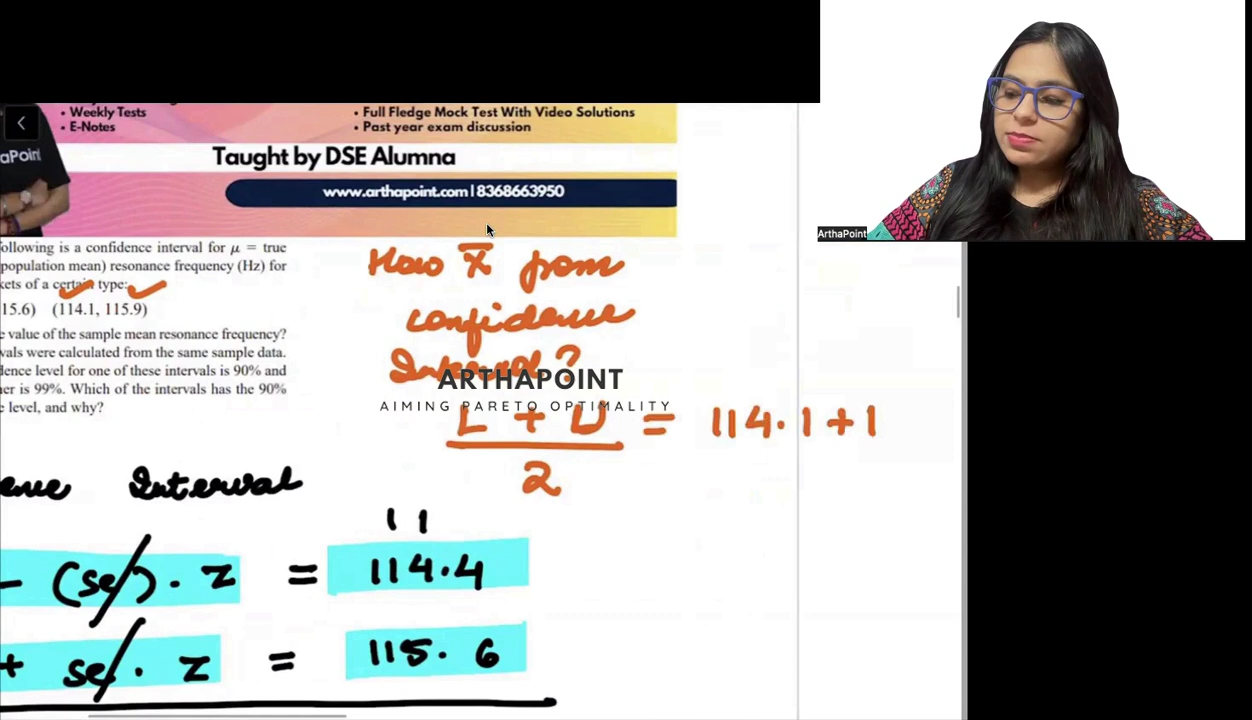 • Weekly Tests
• E-Notes
• Full Fledge Mock Test With Video Solutions
• Past year exam discussion
aPoint
Taught by DSE Alumna
www.arthapoint.com | 8368663950
ArthaPoint
ollowing is a confidence interval for μ = true
population mean) resonance frequency (Hz) for
kets of a certain type:
15.6) (114.1, 115.9)
e value of the sample mean resonance frequency?
vals were calculated from the same sample data.
dence level for one of these intervals is 90% and
er is 99%. Which of the intervals has the 90%
e level, and why?
How x̄ from
confidence
Interval?
ARTHAPOINT
AIMING PARETO OPTIMALITY
L + U / 2 = 114.1 + 1
ence Interval
1 1
- (se) . z = 114.4
+ se . z = 115.6